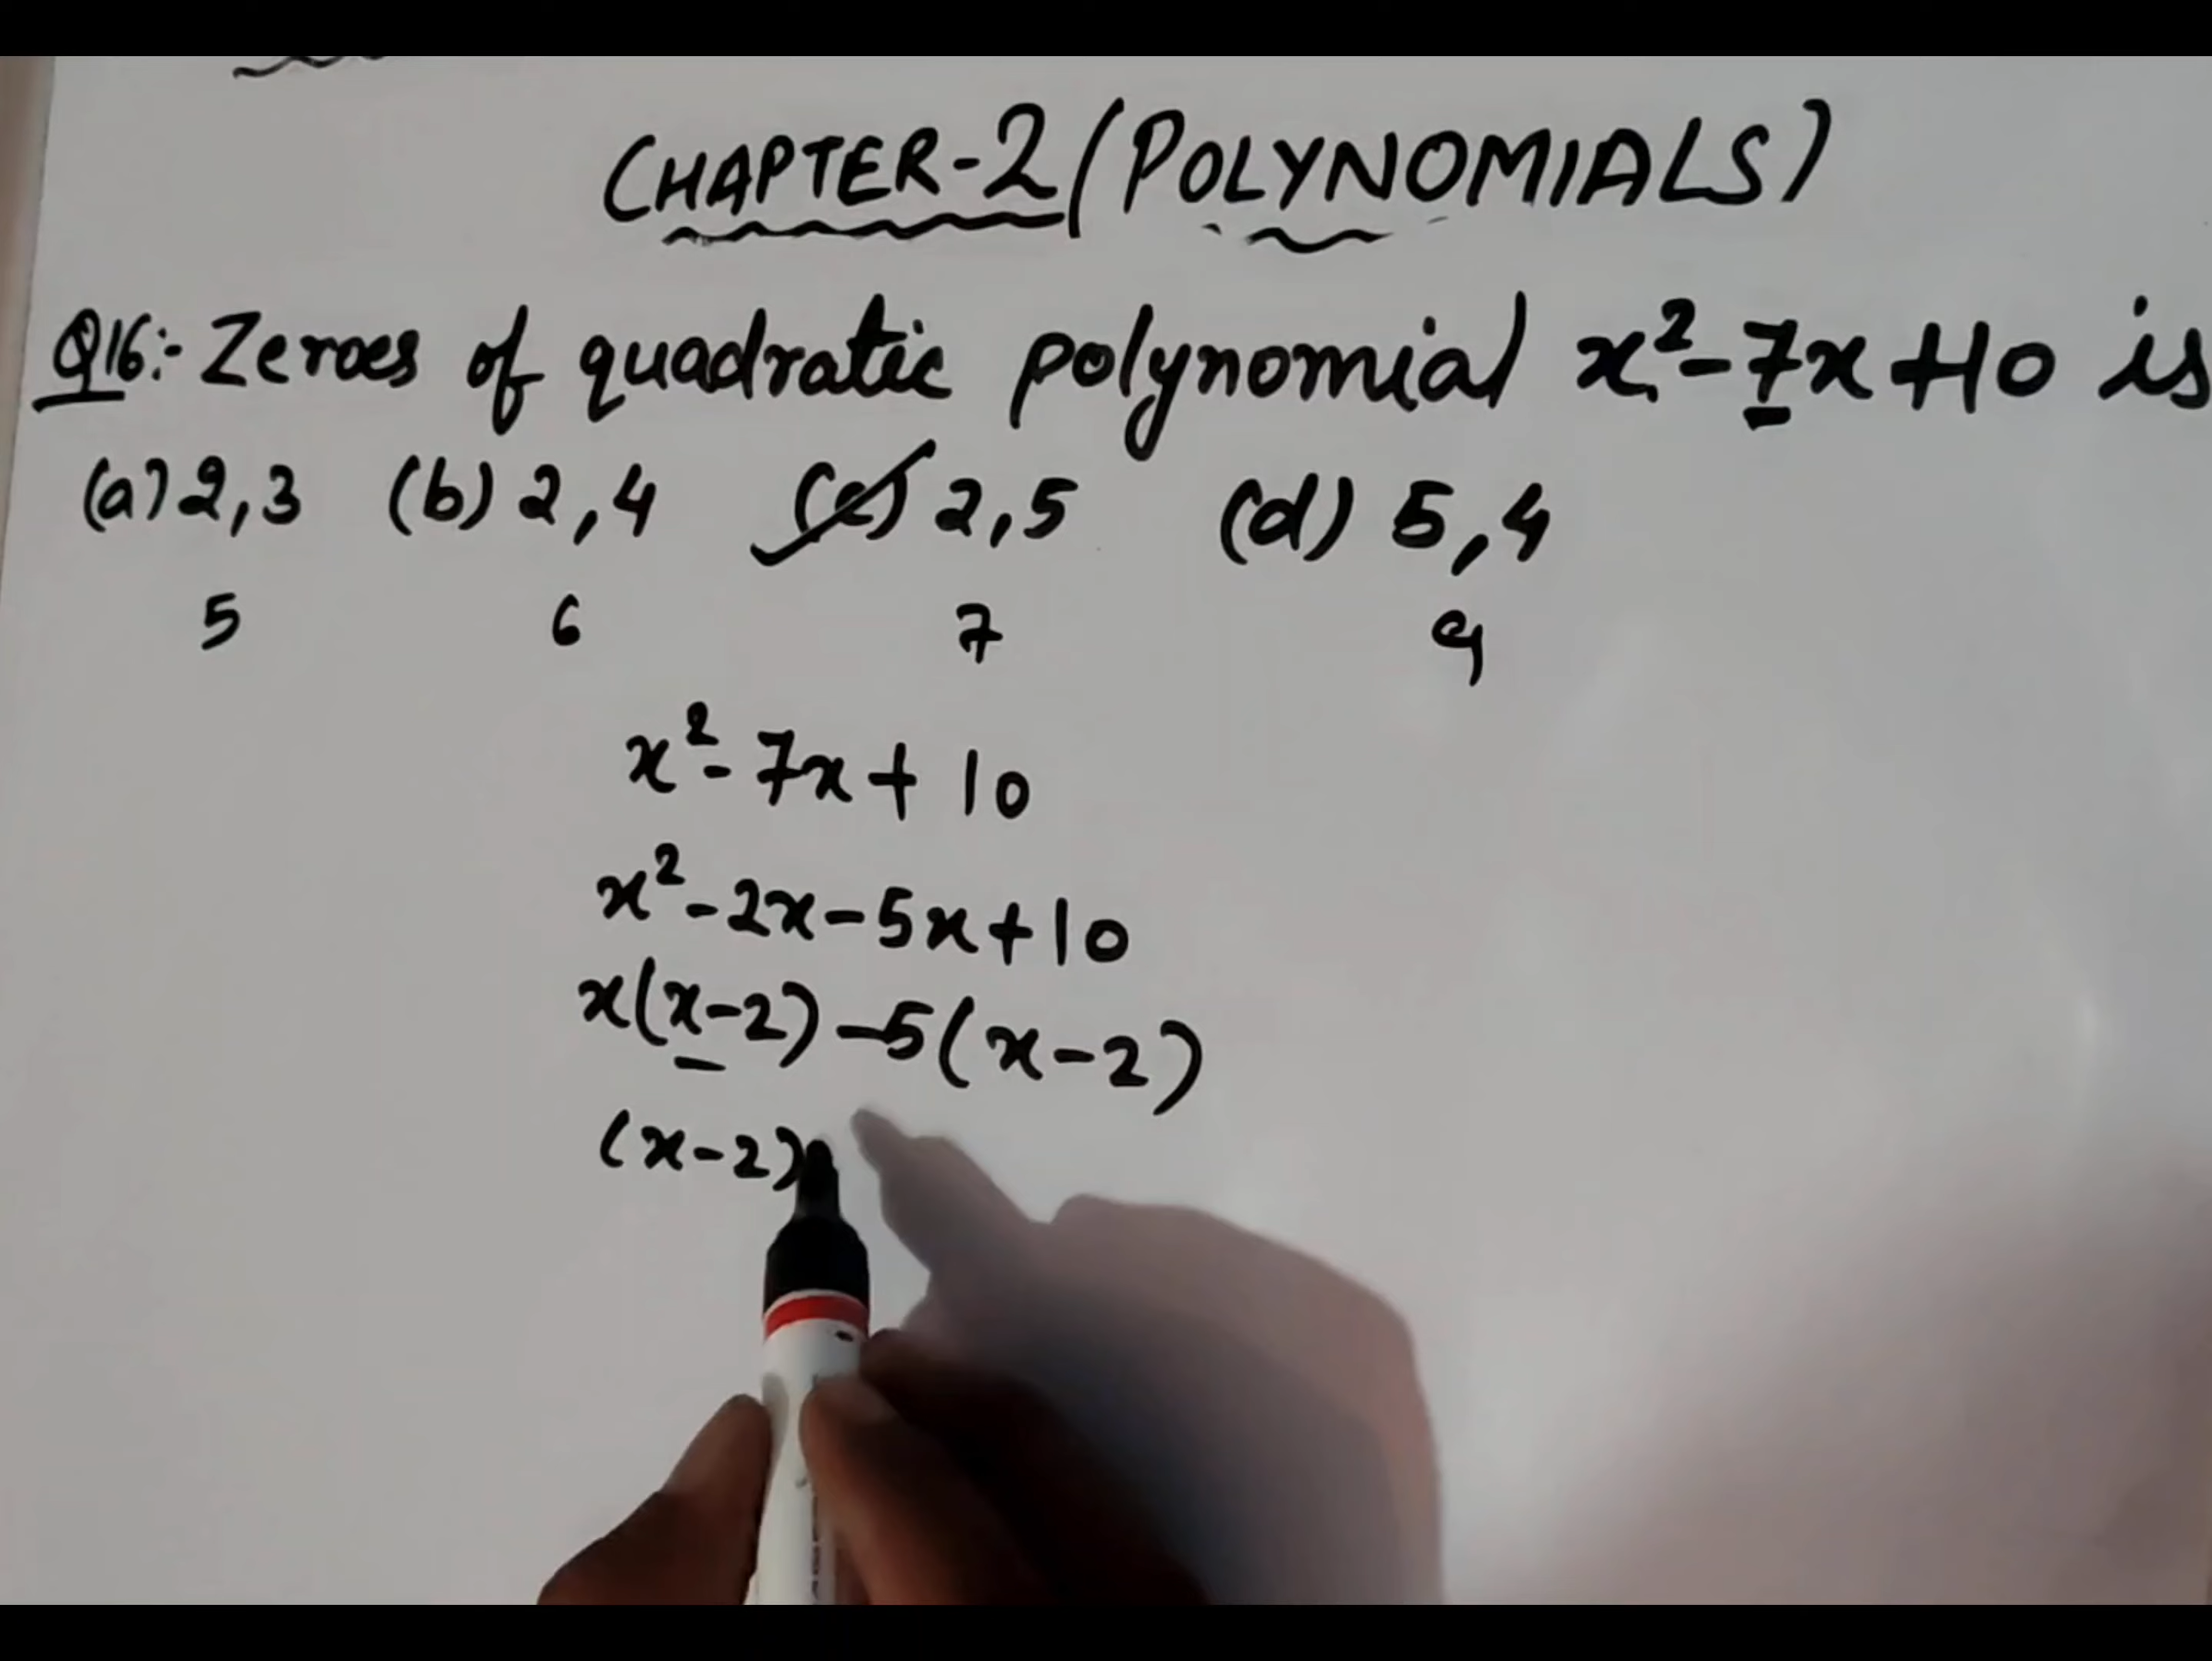 CHAPTER-2 (POLYNOMIALS)
Q16:- Zeroes of quadratic polynomial x²-7x+10 is
(a) 2,3 (b) 2,4 (c) 2,5 (d) 5,4
5 6 7 9
x²-7x+10
x²-2x-5x+10
x(x-2)-5(x-2)
(x-2)